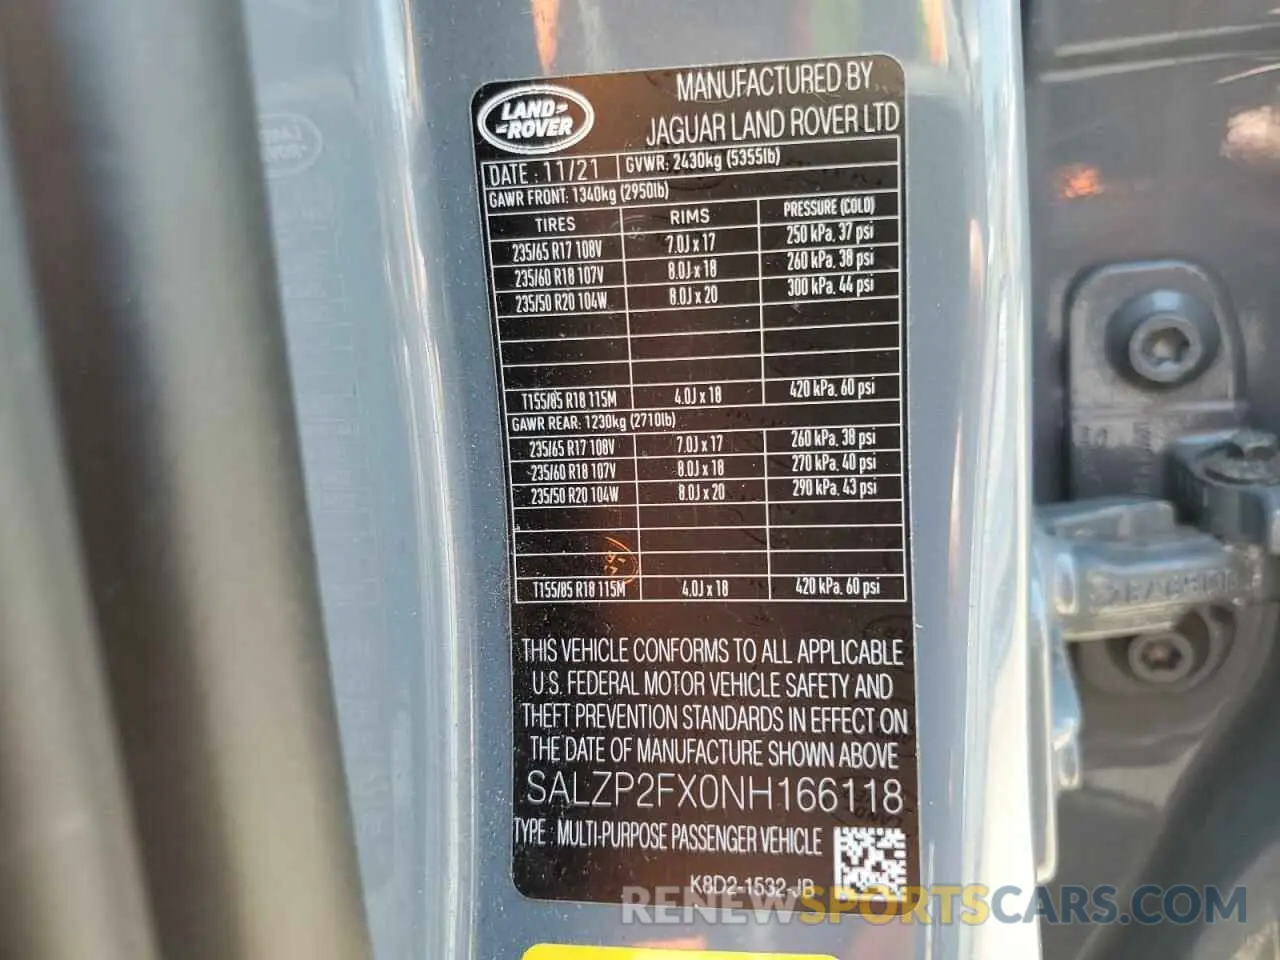 LAND ROVER
MANUFACTURED BY
JAGUAR LAND ROVER LTD
DATE : 11/21 GVWR: 2430kg (5355lb)
GAWR FRONT: 1340kg (2950lb)
TIRES RIMS PRESSURE (COLD)
235/65 R17 108V 7.0J x 17 250 kPa, 37 psi
235/60 R18 107V 8.0J x 18 260 kPa, 38 psi
235/50 R20 104W 8.0J x 20 300 kPa, 44 psi
T155/85 R18 115M 4.0J x 18 420 kPa, 60 psi
GAWR REAR: 1230kg (2710lb)
235/65 R17 108V 7.0J x 17 260 kPa, 38 psi
235/60 R18 107V 8.0J x 18 270 kPa, 40 psi
235/50 R20 104W 8.0J x 20 290 kPa, 43 psi
T155/85 R18 115M 4.0J x 18 420 kPa, 60 psi
THIS VEHICLE CONFORMS TO ALL APPLICABLE
U.S. FEDERAL MOTOR VEHICLE SAFETY AND
THEFT PREVENTION STANDARDS IN EFFECT ON
THE DATE OF MANUFACTURE SHOWN ABOVE
SALZP2FX0NH166118
TYPE : MULTI-PURPOSE PASSENGER VEHICLE
K8D2-1532-JB
RENEWSPORTSCARS.COM